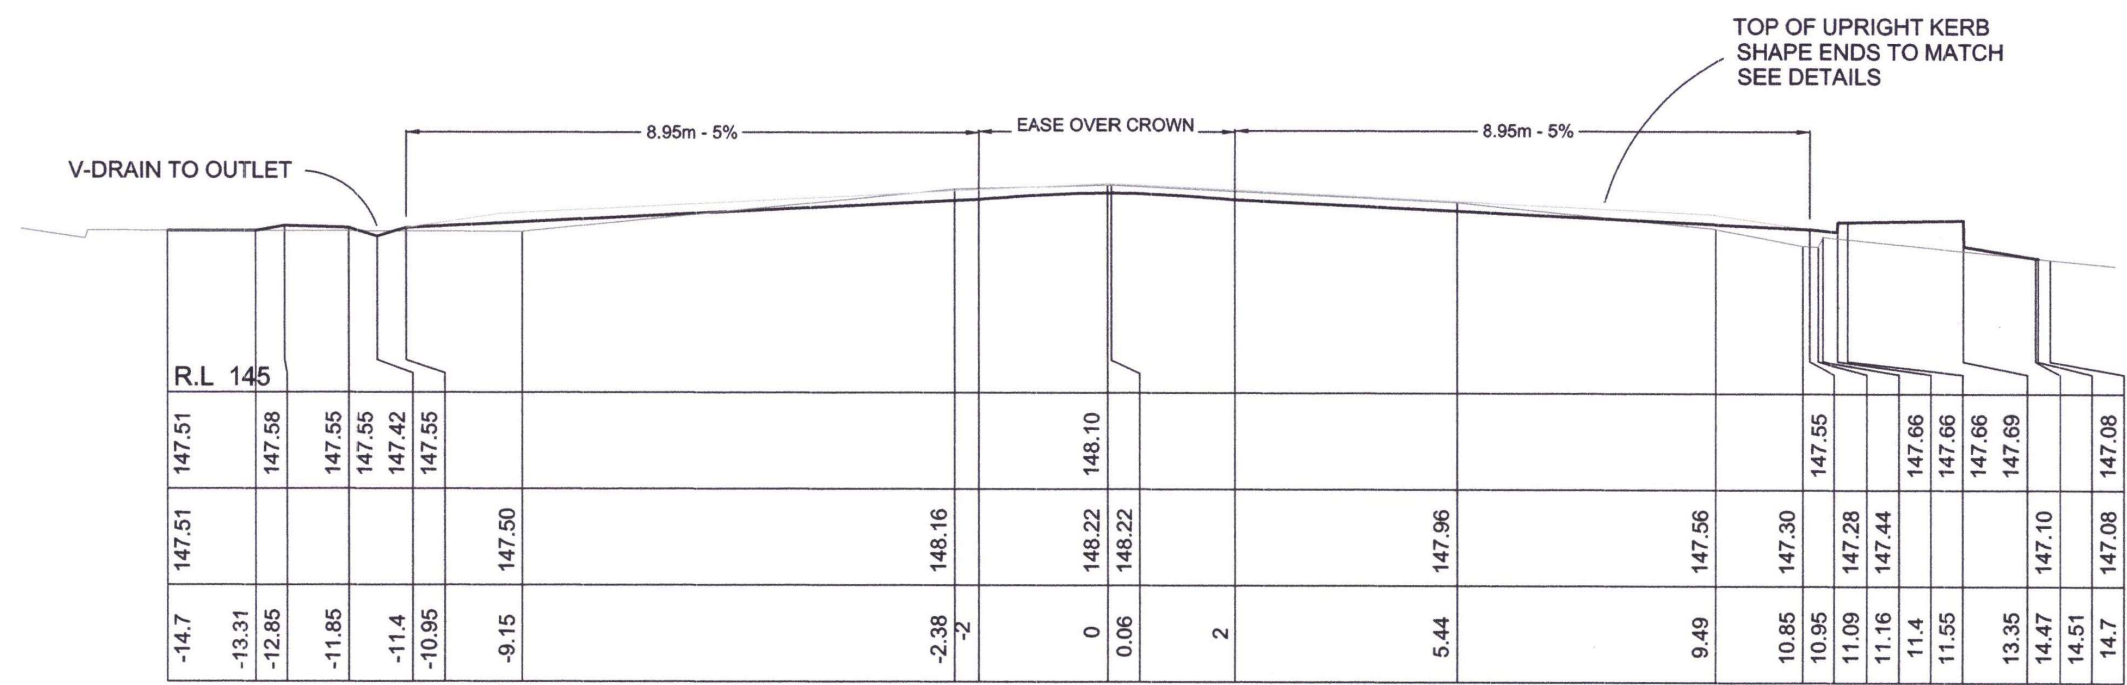 TOP OF UPRIGHT KERB
SHAPE ENDS TO MATCH
SEE DETAILS
8.95m - 5%
EASE OVER CROWN
8.95m - 5%
V-DRAIN TO OUTLET
R.L 145
147.51 147.58 147.55 147.55 147.42 147.55 148.10 147.55 147.66 147.66 147.66 147.69 147.08
147.51 147.50 148.16 148.22 148.22 147.96 147.56 147.30 147.28 147.44 147.10 147.08
-14.7 -13.31 -12.85 -11.85 -11.4 -10.95 -9.15 -2.38 -2 0 0.06 2 5.44 9.49 10.85 10.95 11.09 11.16 11.4 11.55 13.35 14.47 14.51 14.7